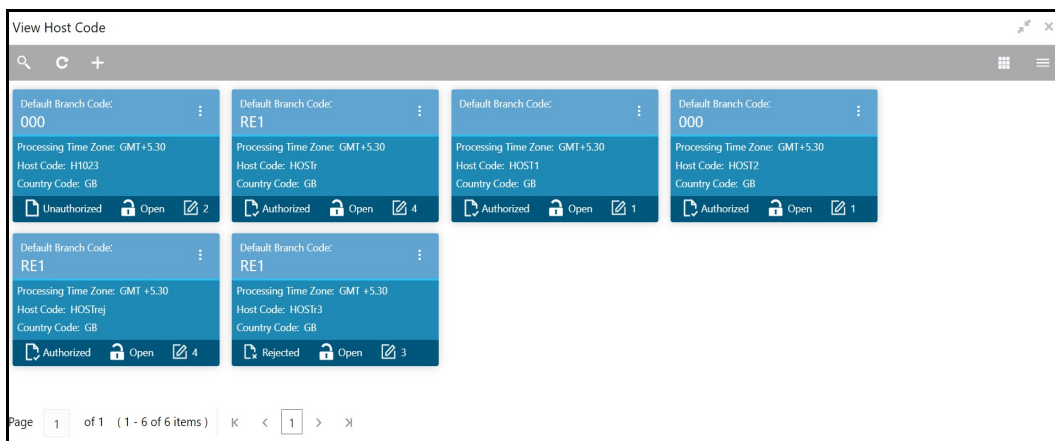 View Host Code
Default Branch Code:
000
Processing Time Zone: GMT+5.30
Host Code: H1023
Country Code: GB
Unauthorized Open 2
Default Branch Code:
RE1
Processing Time Zone: GMT+5.30
Host Code: HOSTr
Country Code: GB
Authorized Open 4
Default Branch Code:
Processing Time Zone: GMT+5.30
Host Code: HOST1
Country Code: GB
Authorized Open 1
Default Branch Code:
000
Processing Time Zone: GMT+5.30
Host Code: HOST2
Country Code: GB
Authorized Open 1
Default Branch Code:
RE1
Processing Time Zone: GMT +5.30
Host Code: HOSTrej
Country Code: GB
Authorized Open 4
Default Branch Code:
RE1
Processing Time Zone: GMT +5.30
Host Code: HOSTr3
Country Code: GB
Rejected Open 3
Page 1 of 1 ( 1 - 6 of 6 items ) 1